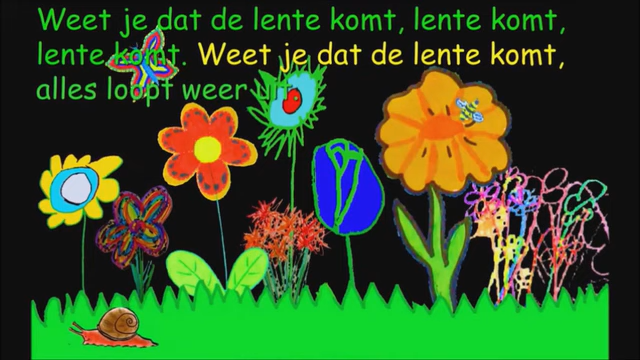 Weet je dat de lente komt, lente komt,
lente komt. Weet je dat de lente komt,
alles loopt weer uit.